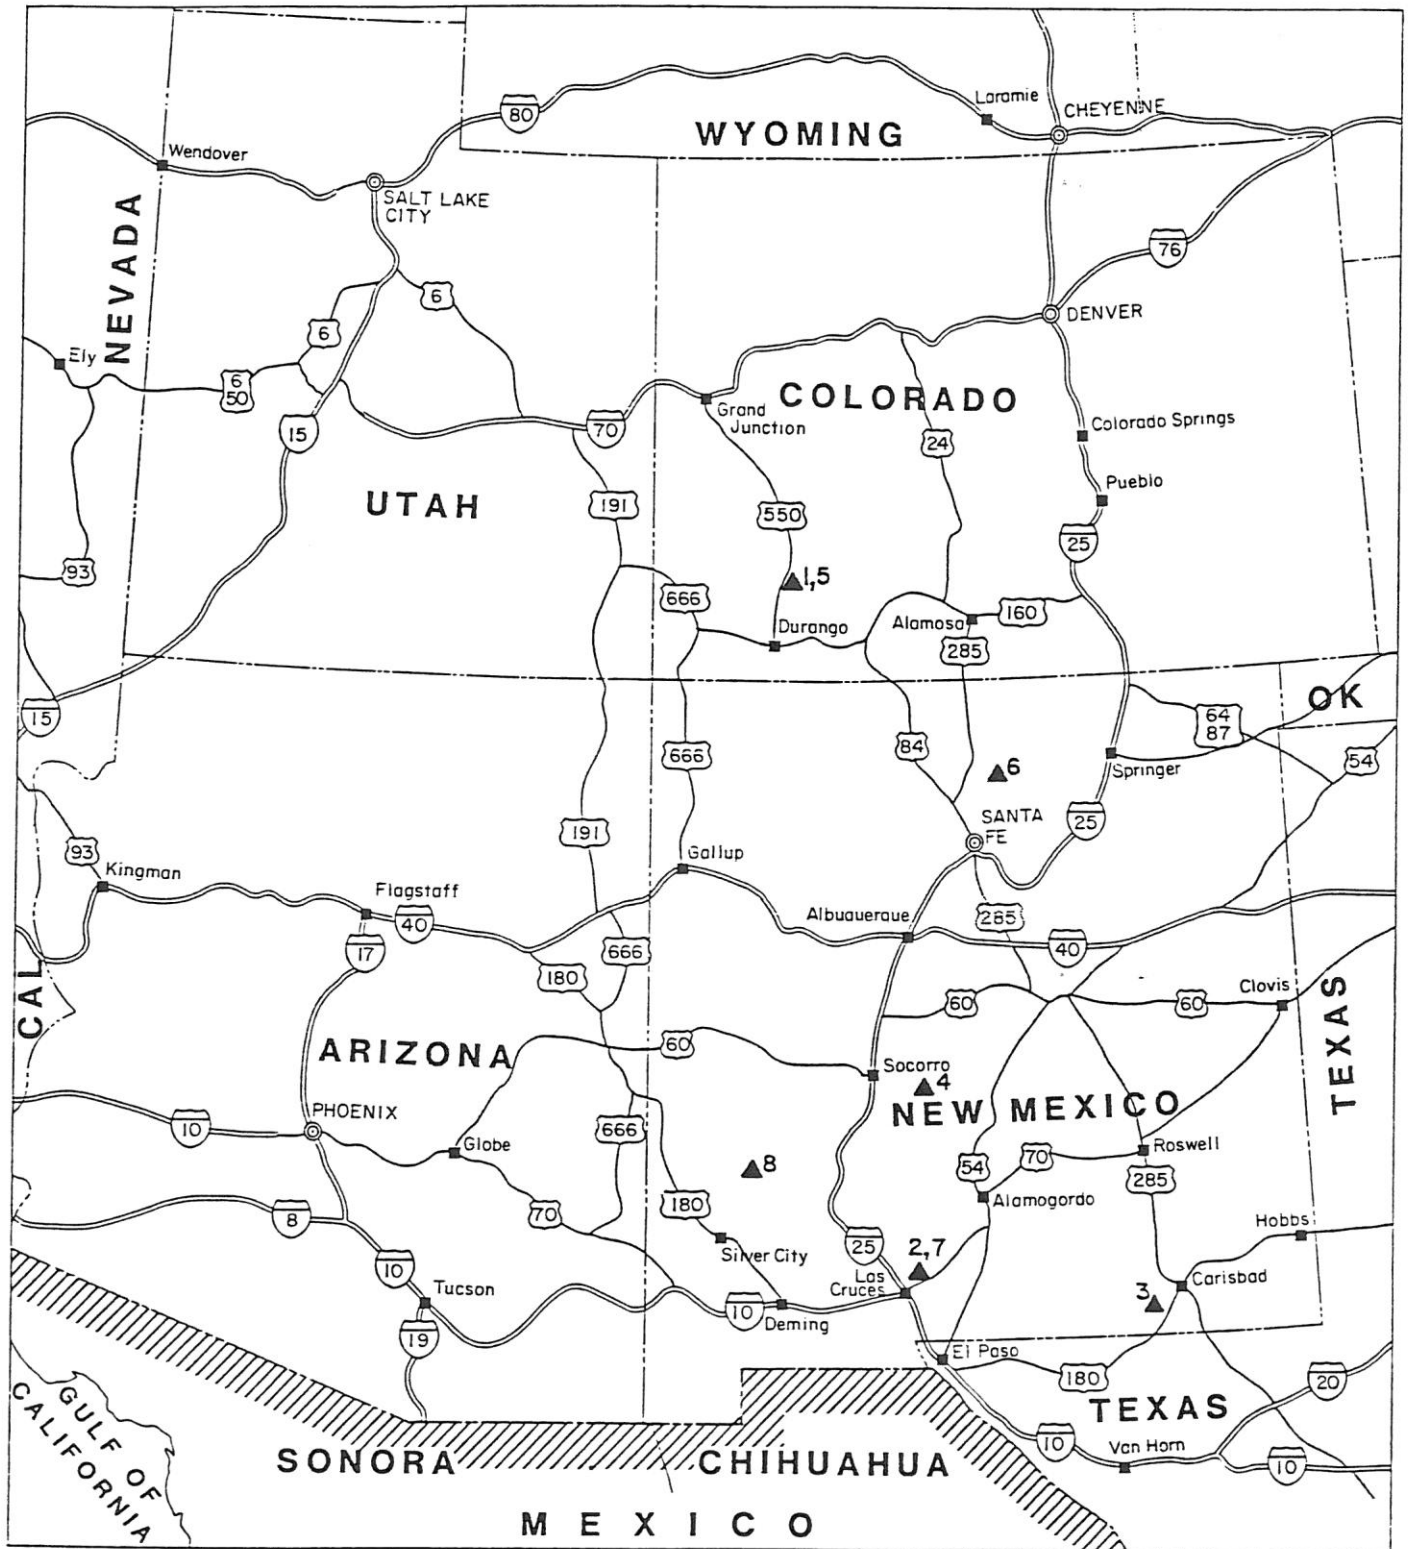 Laramie
CHEYENNE
80
WYOMING
Wendover
SALT LAKE
CITY
NEVADA
76
6
6
DENVER
Ely
6
50
COLORADO
Grand
Junction
15
70
24
Colorado Springs
UTAH
191
550
Pueblo
25
93
1,5
666
Durango
Alamosa
160
285
OK
15
64
87
84
666
54
6
Springer
191
SANTA
FE
25
93
Kingman
Gallup
Flagstaff
40
285
Albuquerque
17
666
40
180
CAL
60
60
Clovis
TEXAS
ARIZONA
60
Socorro
4
NEW MEXICO
PHOENIX
10
666
Globe
70
Roswell
54
8
285
180
Alamogordo
70
8
Hobbs
25
2,7
Silver City
Las
Cruces
10
Carlsbad
Tucson
3
10
Deming
19
El Paso
180
20
TEXAS
GULF OF
CALIFORNIA
10
Van Horn
10
SONORA
CHIHUAHUA
MEXICO